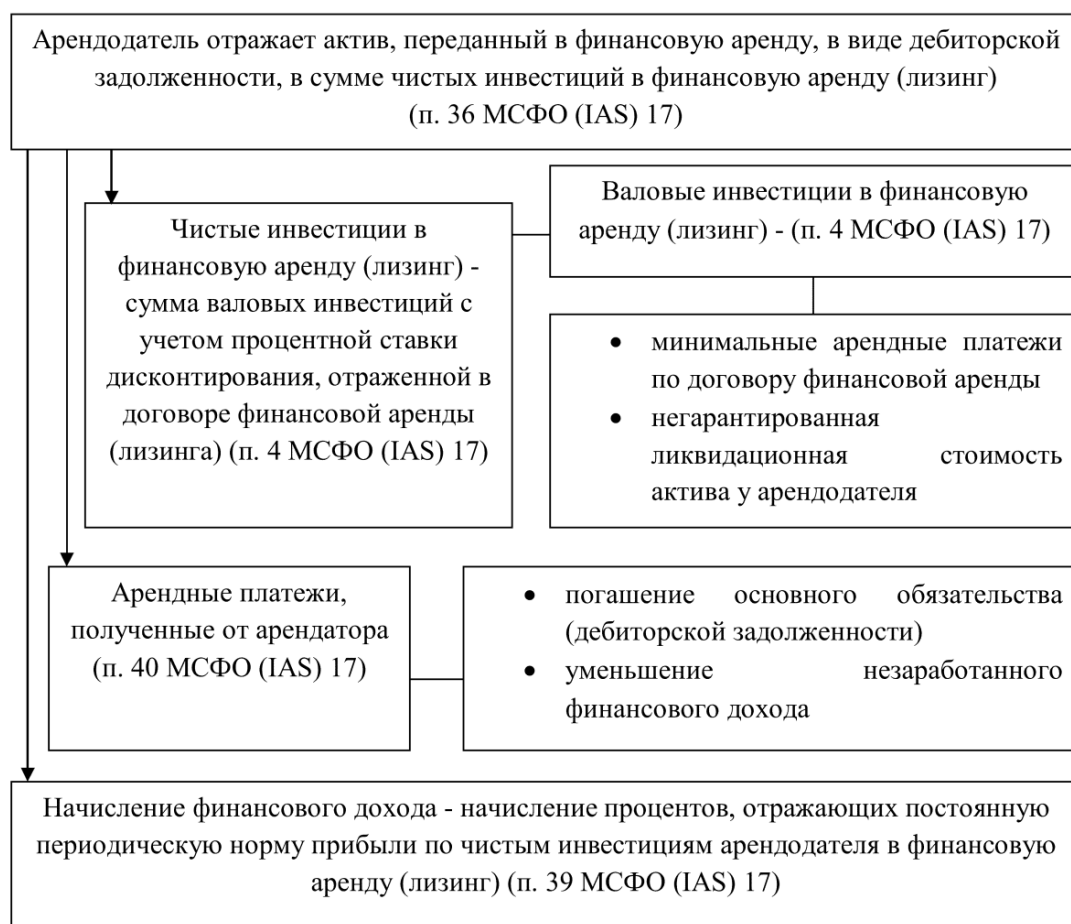 Арендодатель отражает актив, переданный в финансовую аренду, в виде дебиторской
задолженности, в сумме чистых инвестиций в финансовую аренду (лизинг)
(п. 36 МСФО (IAS) 17)
Чистые инвестиции в
финансовую аренду (лизинг) -
сумма валовых инвестиций с
учетом процентной ставки
дисконтирования, отраженной в
договоре финансовой аренды
(лизинга) (п. 4 МСФО (IAS) 17)
Валовые инвестиции в финансовую
аренду (лизинг) - (п. 4 МСФО (IAS) 17)
• минимальные арендные платежи
по договору финансовой аренды
• негарантированная
ликвидационная стоимость
актива у арендодателя
Арендные платежи,
полученные от арендатора
(п. 40 МСФО (IAS) 17)
• погашение основного обязательства
(дебиторской задолженности)
• уменьшение незаработанного
финансового дохода
Начисление финансового дохода - начисление процентов, отражающих постоянную
периодическую норму прибыли по чистым инвестициям арендодателя в финансовую
аренду (лизинг) (п. 39 МСФО (IAS) 17)